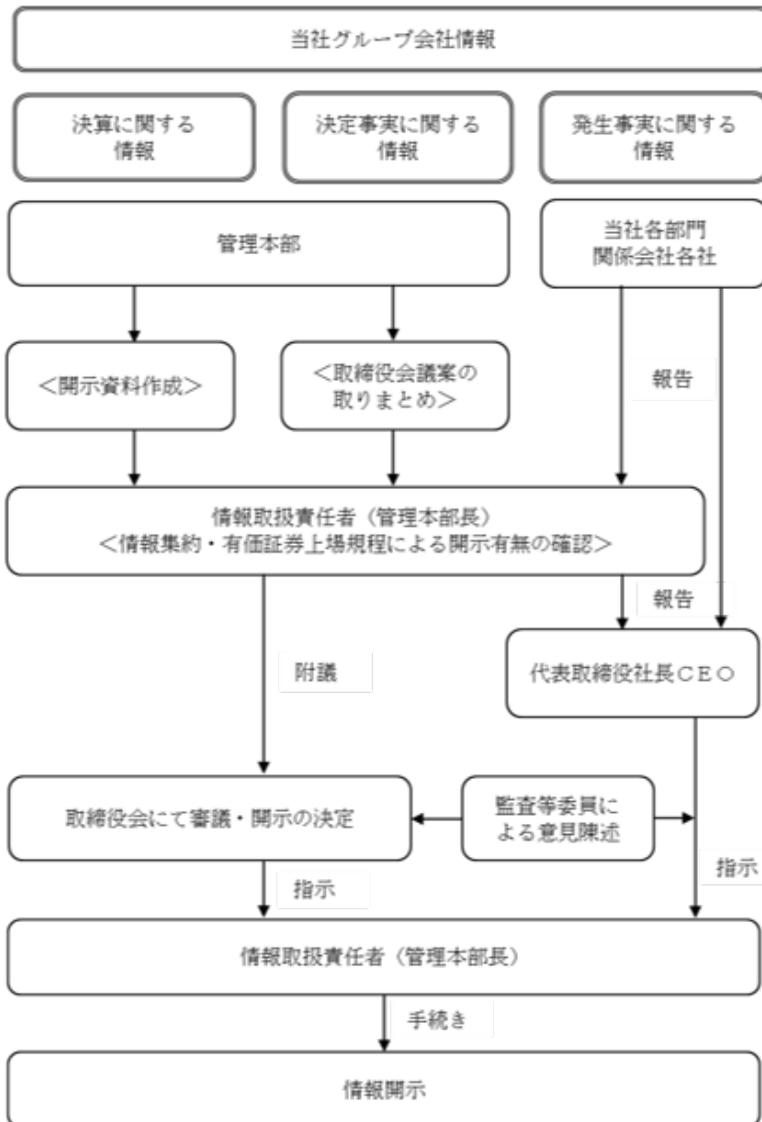 当社グループ会社情報
決算に関する
情報
決定事実に関する
情報
発生事実に関する
情報
管理本部
当社各部門
関係会社各社
＜開示資料作成＞
＜取締役会議案の
取りまとめ＞
報告
情報取扱責任者（管理本部長）
＜情報集約・有価証券上場規程による開示有無の確認＞
報告
附議
代表取締役社長ＣＥＯ
取締役会にて審議・開示の決定
監査等委員に
よる意見陳述
指示
指示
情報取扱責任者（管理本部長）
手続き
情報開示